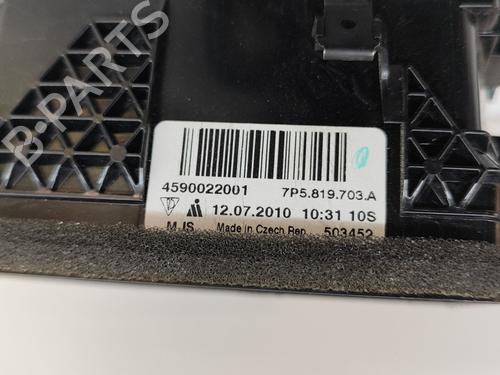 B-PARTS
4590022001 7P5.819.703.A
12.07.2010 10:31 10S
MJS Made in Czech Rep. 503452